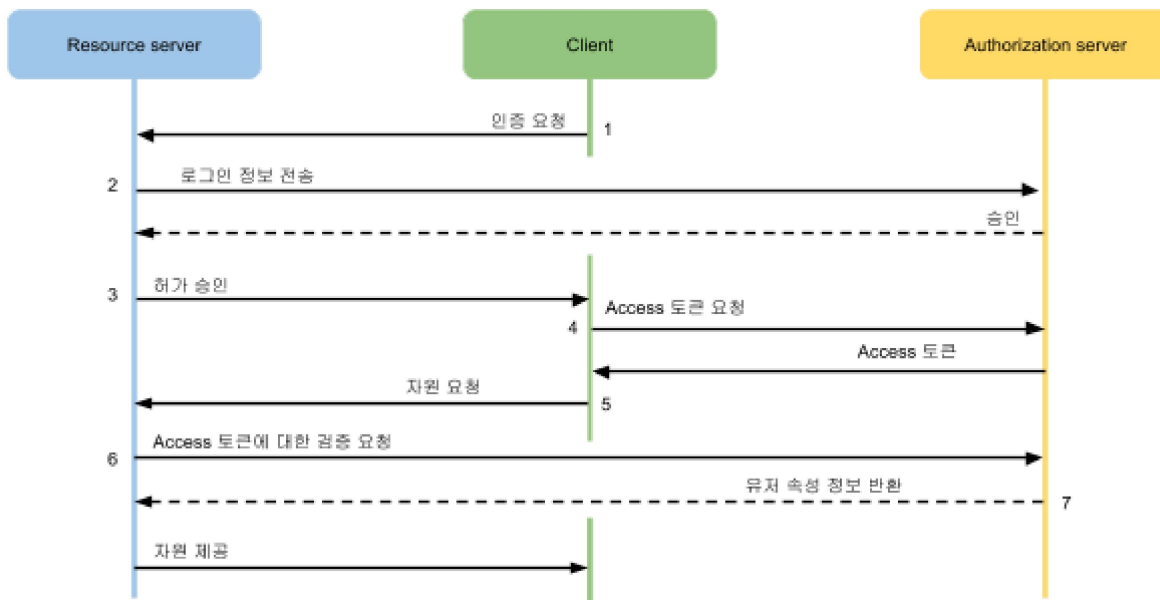 Resource server
Client
Authorization server
인증 요청
1
2
로그인 정보 전송
승인
3
허가 승인
4
Access 토큰 요청
Access 토큰
자원 요청
5
Access 토큰에 대한 검증 요청
6
유저 속성 정보 반환
7
자원 제공